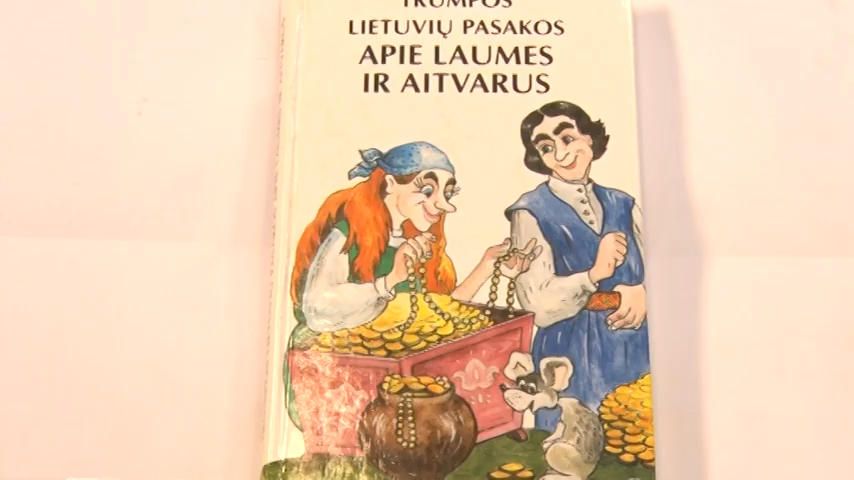 TRUMPOS
LIETUVIŲ PASAKOS
APIE LAUMES
IR AITVARUS